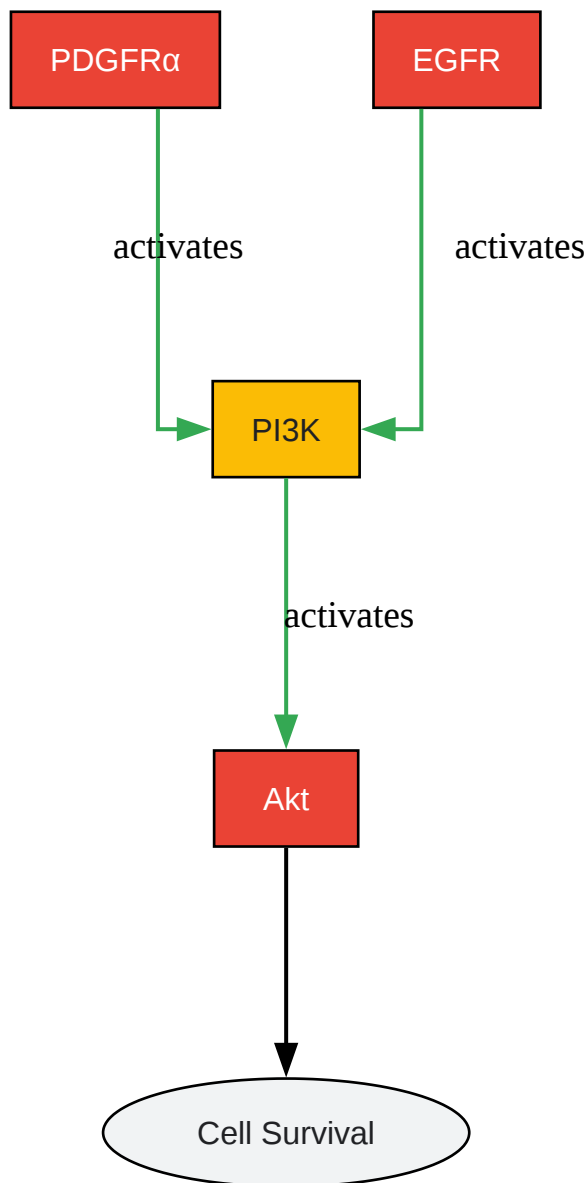 PDGFRα
EGFR
activates
activates
PI3K
activates
Akt
Cell Survival